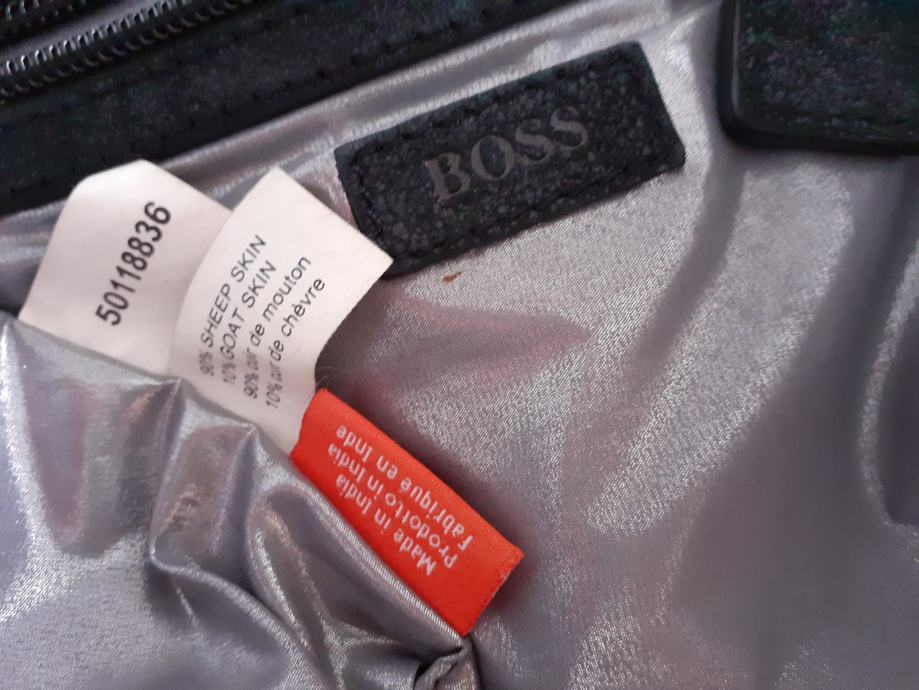 BOSS
50118836
90% SHEEP SKIN
10% GOAT SKIN
90% cuir de mouton
10% cuir de chèvre
Made in India
Prodotto in India
Fabriqué en Inde